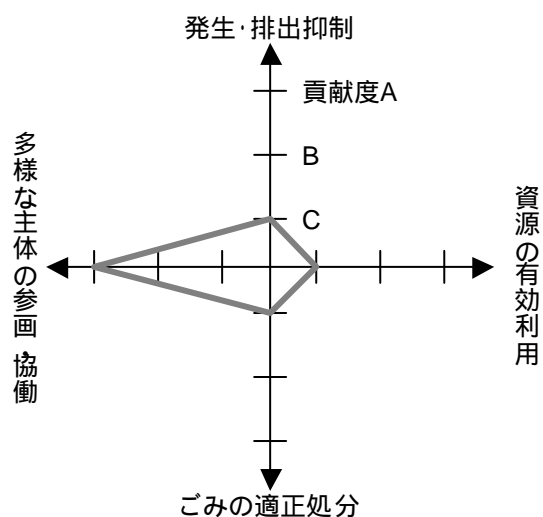 発生・排出抑制
貢献度A
B
C
多様な主体の参画・協働
資源の有効利用
ごみの適正処分